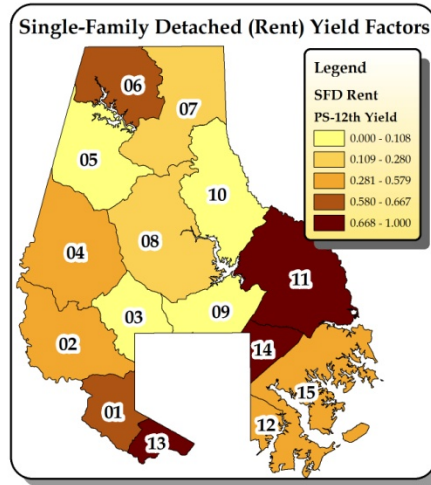 Single-Family Detached (Rent) Yield Factors
Legend
SFD Rent
PS-12th Yield
0.000 - 0.108
0.109 - 0.280
0.281 - 0.579
0.580 - 0.667
0.668 - 1.000
06
07
05
10
04
08
11
03
09
02
14
15
01
12
13